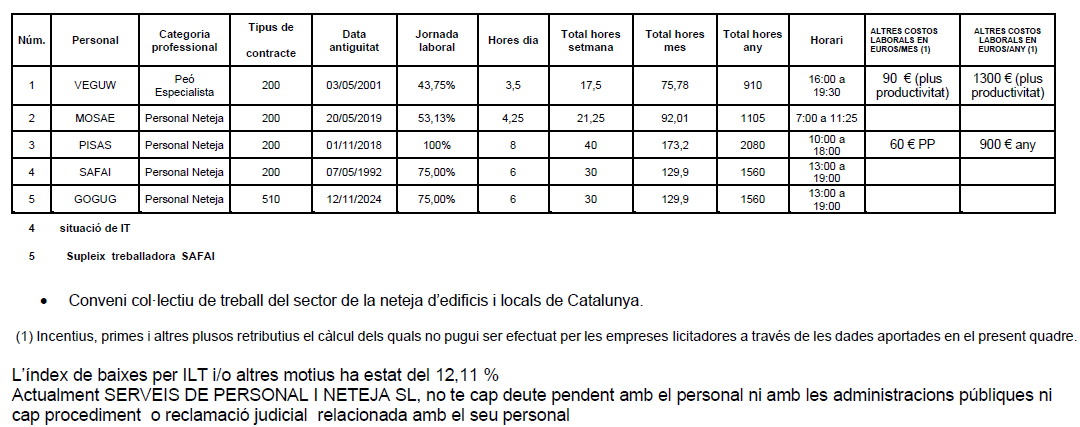 Núm. Personal Categoria professional Tipus de contracte Data antiguitat Jornada laboral Hores dia Total hores setmana Total hores mes Total hores any Horari ALTRES COSTOS LABORALS EN EUROS/MES (1) ALTRES COSTOS LABORALS EN EUROS/ANY (1)
1 VEGUW Peó Especialista 200 03/05/2001 43,75% 3,5 17,5 75,78 910 16:00 a 19:30 90 € (plus productivitat) 1300 € (plus productivitat)
2 MOSAE Personal Neteja 200 20/05/2019 53,13% 4,25 21,25 92,01 1105 7:00 a 11:25
3 PISAS Personal Neteja 200 01/11/2018 100% 8 40 173,2 2080 10:00 a 18:00 60 € PP 900 € any
4 SAFAI Personal Neteja 200 07/05/1992 75,00% 6 30 129,9 1560 13:00 a 19:00
5 GOGUG Personal Neteja 510 12/11/2024 75,00% 6 30 129,9 1560 13:00 a 19:00
4 situació de IT
5 Supleix treballadora SAFAI
• Conveni col·lectiu de treball del sector de la neteja d'edificis i locals de Catalunya.
(1) Incentius, primes i altres plusos retributius el càlcul dels quals no pugui ser efectuat per les empreses licitadores a través de les dades aportades en el present quadre.
L'índex de baixes per ILT i/o altres motius ha estat del 12,11 %
Actualment SERVEIS DE PERSONAL I NETEJA SL, no te cap deute pendent amb el personal ni amb les administracions públiques ni
cap procediment o reclamació judicial relacionada amb el seu personal